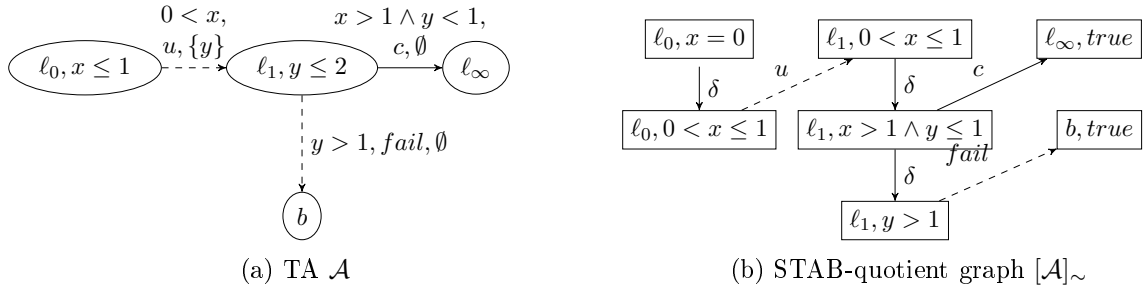 0 < x,
u, {y}
x > 1 ∧ y < 1,
c, ∅
ℓ₀, x ≤ 1
ℓ₁, y ≤ 2
ℓ∞
y > 1, fail, ∅
b
(a) TA 𝒜
ℓ₀, x = 0
ℓ₁, 0 < x ≤ 1
ℓ∞, true
δ
u
δ
c
ℓ₀, 0 < x ≤ 1
ℓ₁, x > 1 ∧ y ≤ 1
b, true
fail
δ
ℓ₁, y > 1
(b) STAB-quotient graph [𝒜]∼